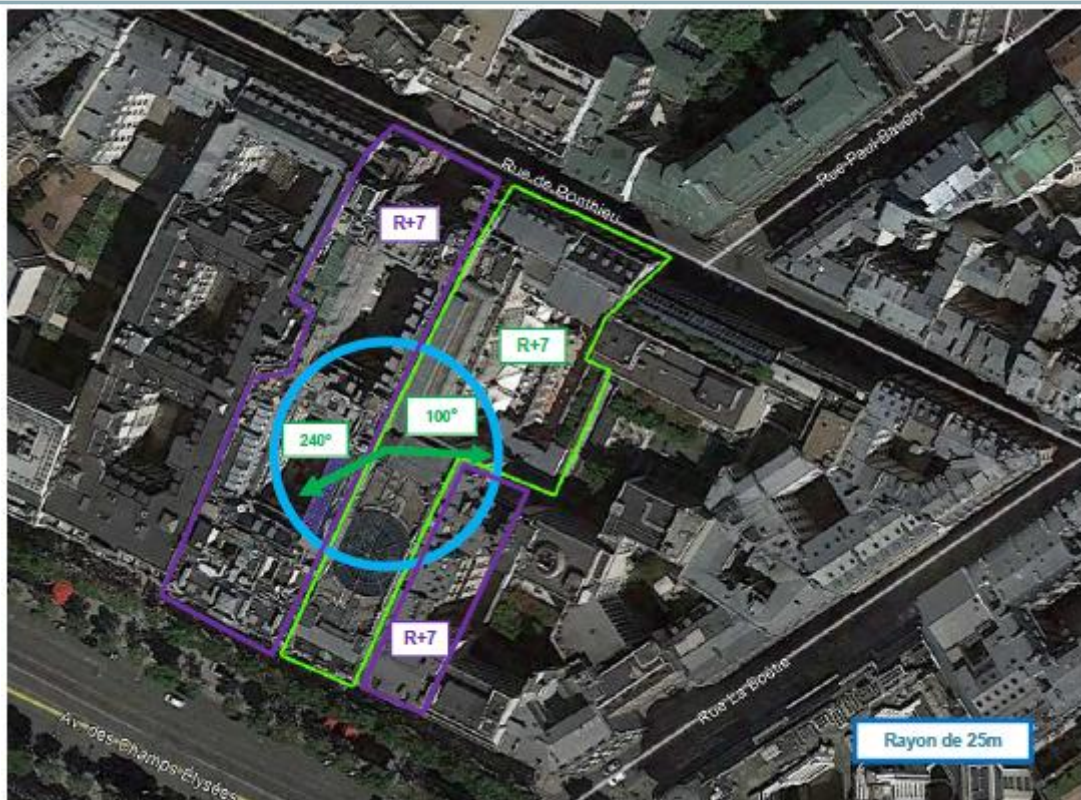 Rue de Ponthieu
Rue Paul Baudry
R+7
R+7
100°
240°
R+7
Rue La Boétie
Rayon de 25m
Av. des Champs-Élysées